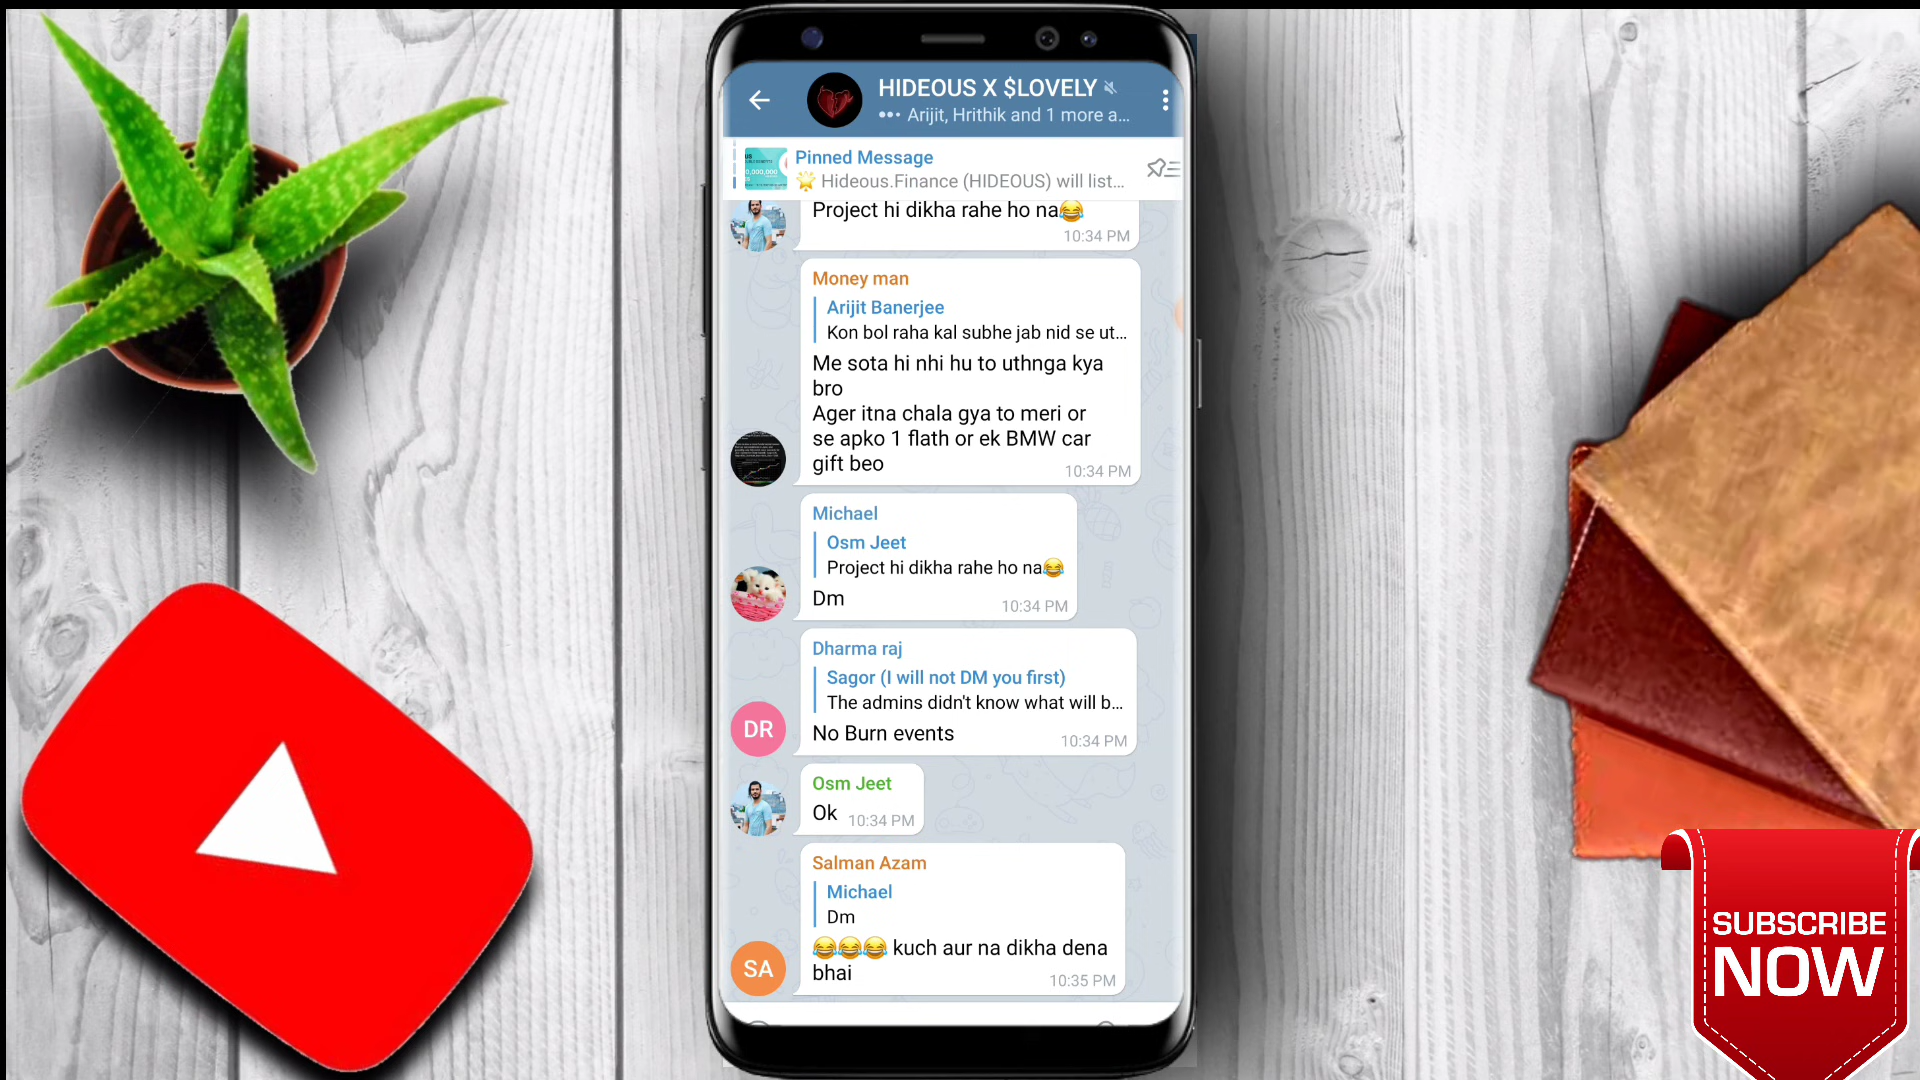 HIDEOUS X $LOVELY
••• Arijit, Hrithik and 1 more a...
Pinned Message
🌟 Hideous.Finance (HIDEOUS) will list...
Project hi dikha rahe ho na😂
10:34 PM
Money man
Arijit Banerjee
Kon bol raha kal subhe jab nid se ut...
Me sota hi nhi hu to uthnga kya
bro
Ager itna chala gya to meri or
se apko 1 flath or ek BMW car
gift beo
10:34 PM
Michael
Osm Jeet
Project hi dikha rahe ho na😂
Dm
10:34 PM
Dharma raj
Sagor (I will not DM you first)
The admins didn't know what will b...
DR
No Burn events
10:34 PM
Osm Jeet
Ok 10:34 PM
Salman Azam
Michael
Dm
😂😂😂 kuch aur na dikha dena
SA
bhai
10:35 PM
SUBSCRIBE
NOW